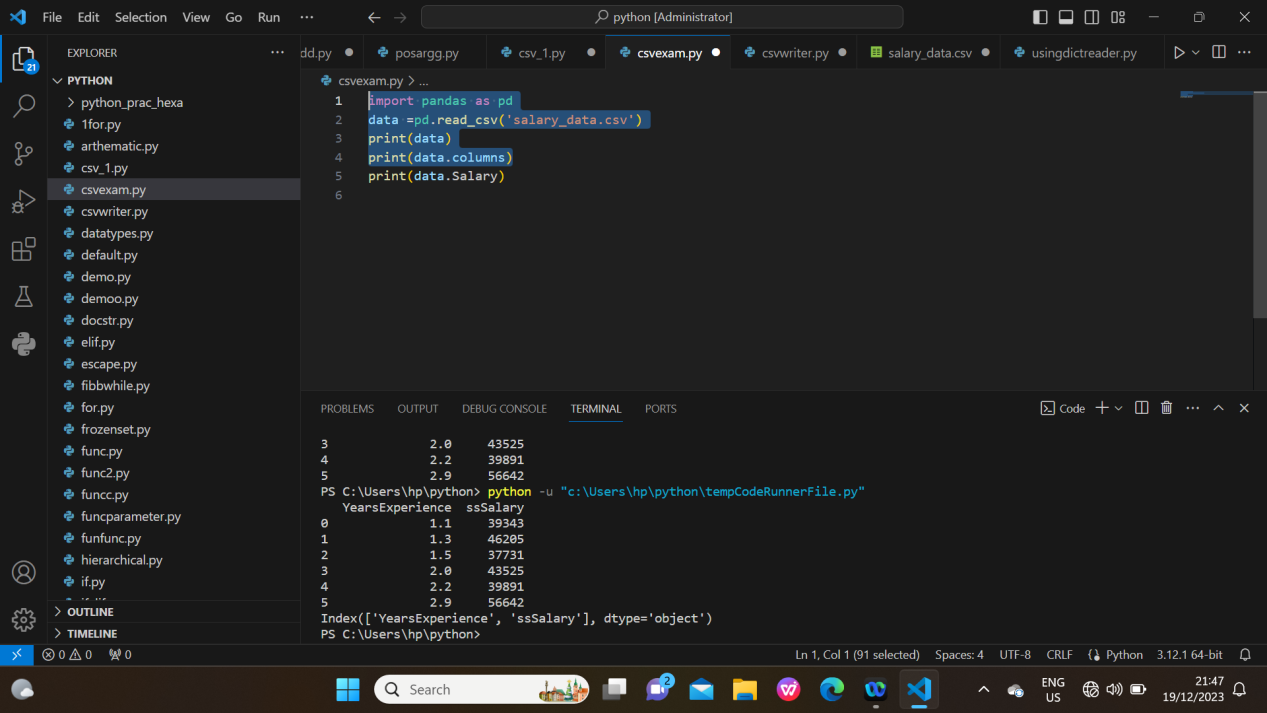 File Edit Selection View Go Run ··· python [Administrator]
EXPLORER ···
dd.py posargg.py csv_1.py csvexam.py csvwriter.py salary_data.csv usingdictreader.py
PYTHON
csvexam.py > ...
python_prac_hexa
1for.py
arthematic.py
csv_1.py
csvexam.py
csvwriter.py
datatypes.py
default.py
demo.py
demoo.py
docstr.py
elif.py
escape.py
fibbwhile.py
for.py
frozenset.py
func.py
func2.py
funcc.py
funcparameter.py
funfunc.py
hierarchical.py
if.py
OUTLINE
TIMELINE
21
1 import pandas as pd
2 data =pd.read_csv('salary_data.csv')
3 print(data)
4 print(data.columns)
5 print(data.Salary)
6
PROBLEMS OUTPUT DEBUG CONSOLE TERMINAL PORTS Code
3 2.0 43525
4 2.2 39891
5 2.9 56642
PS C:\Users\hp\python> python -u "c:\Users\hp\python\tempCodeRunnerFile.py"
YearsExperience ssSalary
0 1.1 39343
1 1.3 46205
2 1.5 37731
3 2.0 43525
4 2.2 39891
5 2.9 56642
Index(['YearsExperience', 'ssSalary'], dtype='object')
PS C:\Users\hp\python>
0 0 0 Ln 1, Col 1 (91 selected) Spaces: 4 UTF-8 CRLF Python 3.12.1 64-bit
Search 2 ENG 21:47
US 19/12/2023